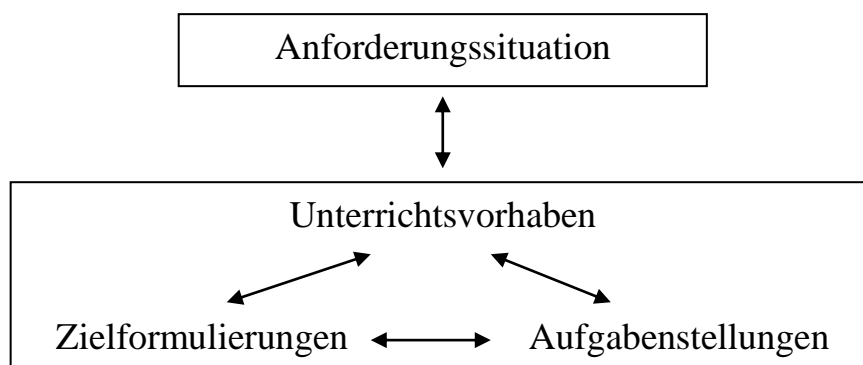 Anforderungssituation
Unterrichtsvorhaben
Zielformulierungen Aufgabenstellungen